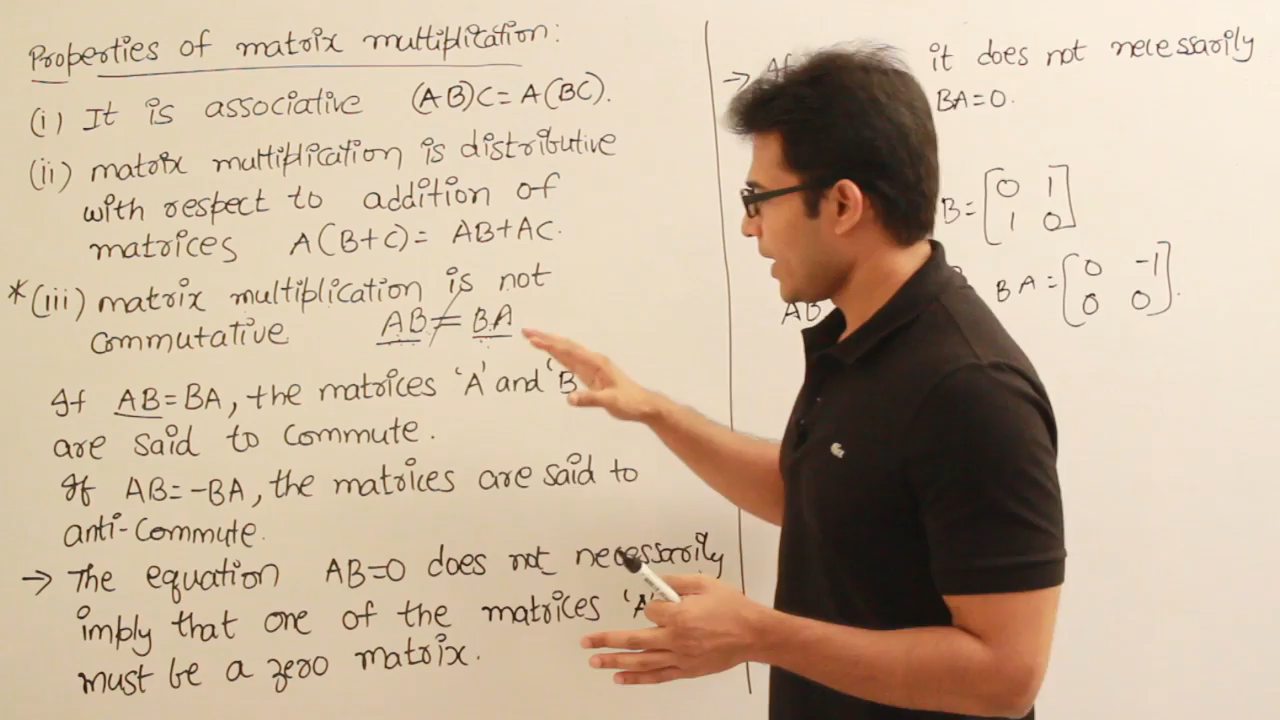 Properties of matrix multiplication:
(i) It is associative (AB)C=A(BC).
(ii) matrix multiplication is distributive
with respect to addition of
matrices A(B+C)= AB+AC.
*(iii) matrix multiplication is not
commutative AB≠BA
If AB=BA, the matrices 'A' and 'B
are said to commute.
If AB=-BA, the matrices are said to
anti-commute.
→ The equation AB=0 does not necessarily
imply that one of the matrices 'A'
must be a zero matrix.
→ it does not necessarily
BA=0.
B=[0 1
1 0]
AB BA=[0 -1
0 0].